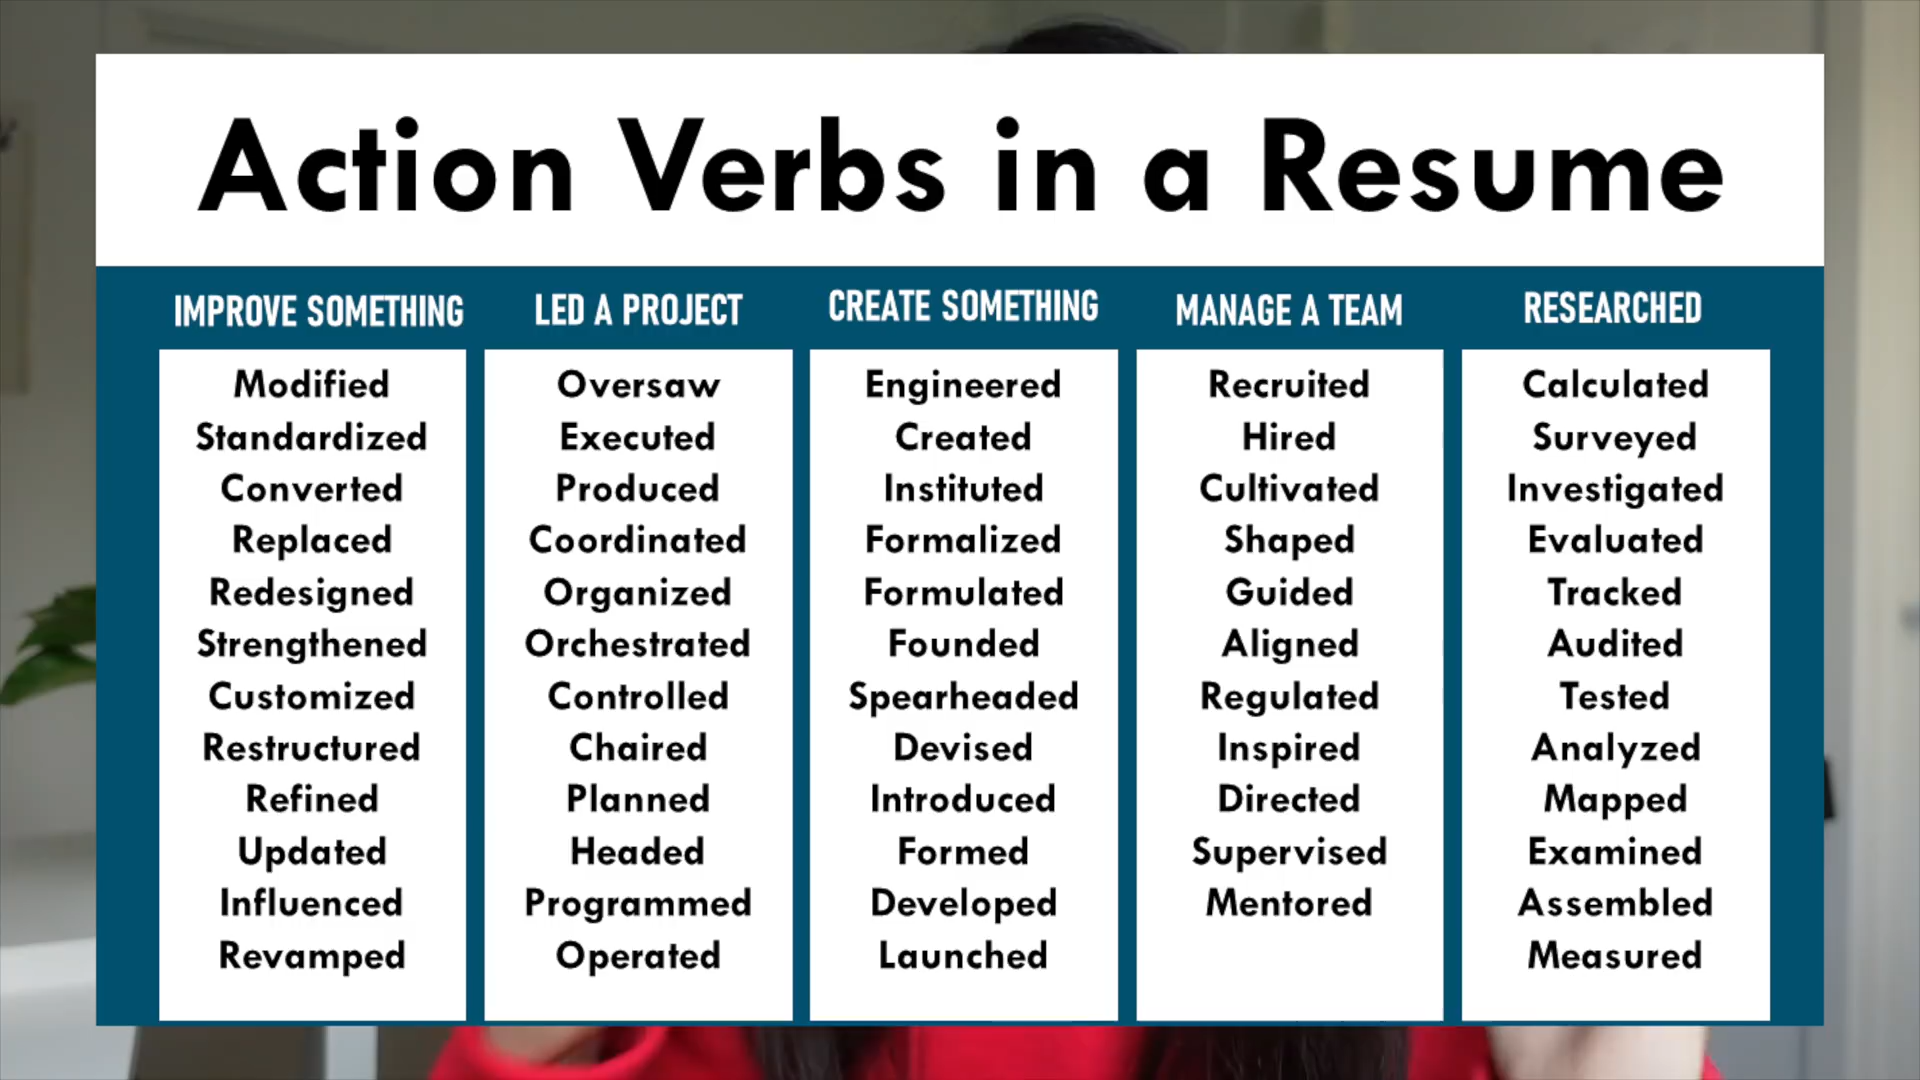 Action Verbs in a Resume
IMPROVE SOMETHING
Modified
Standardized
Converted
Replaced
Redesigned
Strengthened
Customized
Restructured
Refined
Updated
Influenced
Revamped
LED A PROJECT
Oversaw
Executed
Produced
Coordinated
Organized
Orchestrated
Controlled
Chaired
Planned
Headed
Programmed
Operated
CREATE SOMETHING
Engineered
Created
Instituted
Formalized
Formulated
Founded
Spearheaded
Devised
Introduced
Formed
Developed
Launched
MANAGE A TEAM
Recruited
Hired
Cultivated
Shaped
Guided
Aligned
Regulated
Inspired
Directed
Supervised
Mentored
RESEARCHED
Calculated
Surveyed
Investigated
Evaluated
Tracked
Audited
Tested
Analyzed
Mapped
Examined
Assembled
Measured